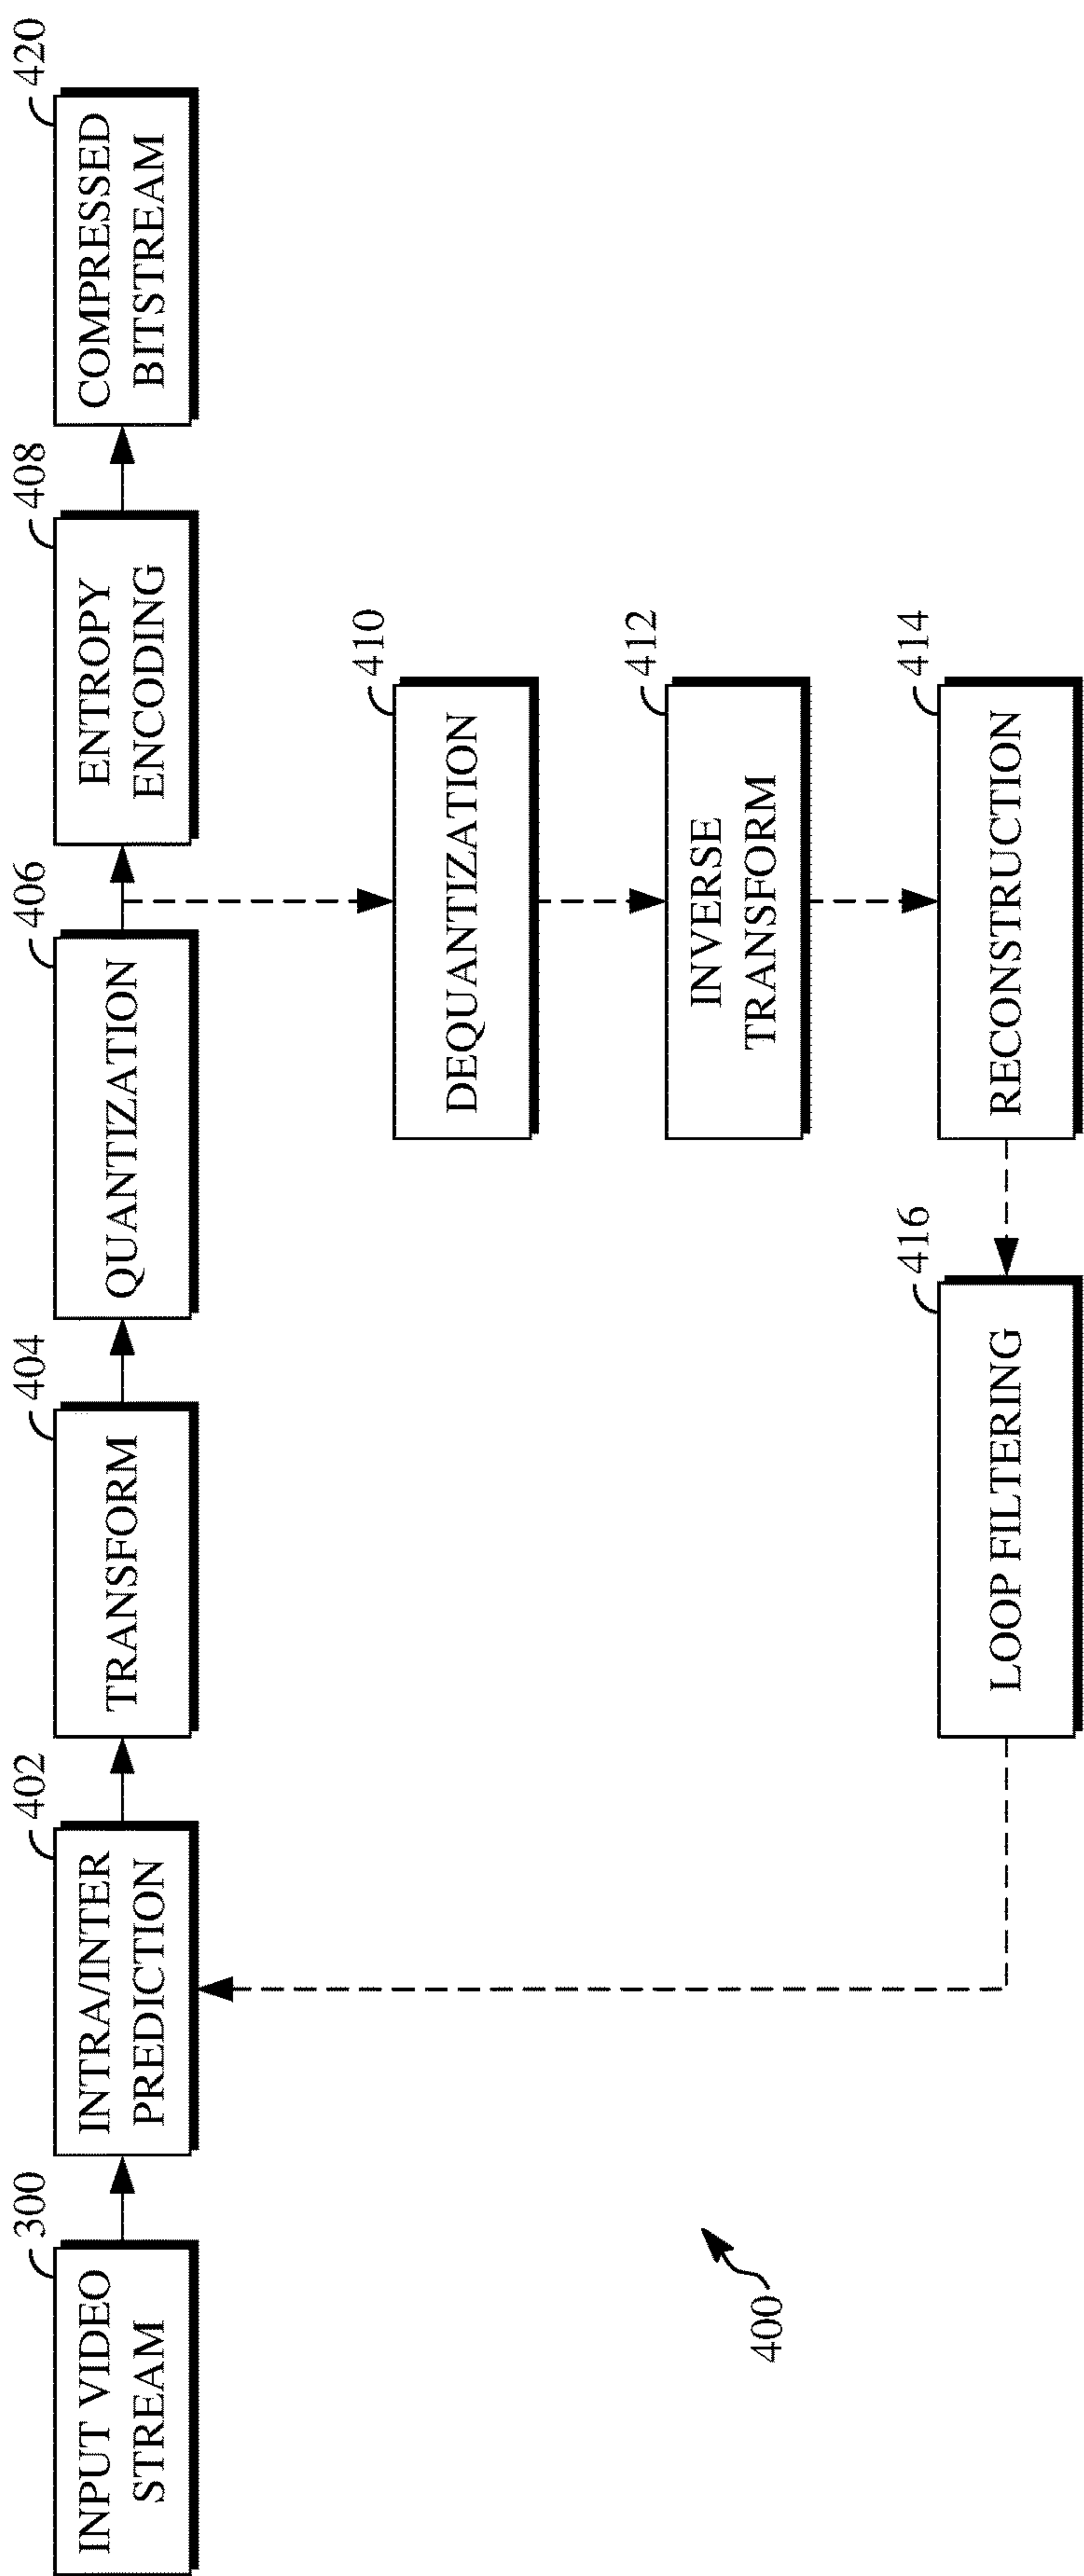 300
INPUT VIDEO
STREAM
402
INTRA/INTER
PREDICTION
404
TRANSFORM
406
QUANTIZATION
408
ENTROPY
ENCODING
420
COMPRESSED
BITSTREAM
410
DEQUANTIZATION
412
INVERSE
TRANSFORM
414
RECONSTRUCTION
416
LOOP FILTERING
400